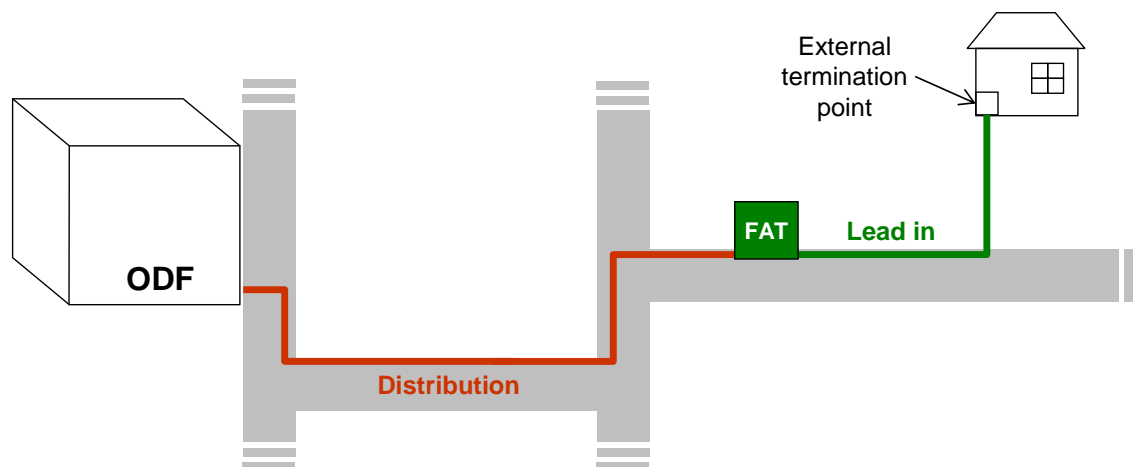 External
termination
point
FAT
Lead in
ODF
Distribution